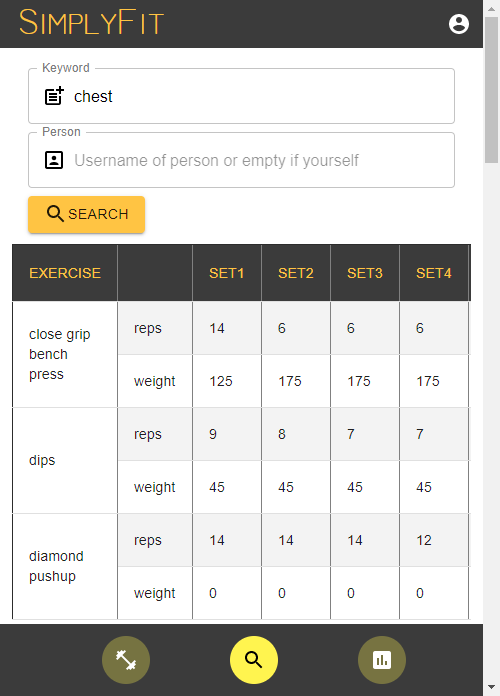 SimplyFit
Keyword
chest
Person
Username of person or empty if yourself
SEARCH
EXERCISE SET1 SET2 SET3 SET4
close grip
bench
press
reps 14 6 6 6
weight 125 175 175 175
dips
reps 9 8 7 7
weight 45 45 45 45
diamond
pushup
reps 14 14 14 12
weight 0 0 0 0